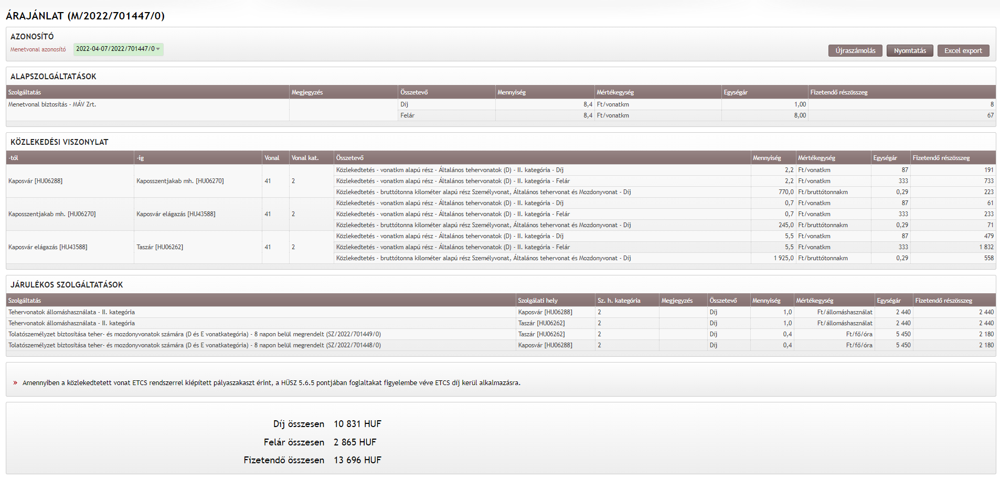 ÁRAJÁNLAT (M/2022/701447/0)
AZONOSÍTÓ
Menetvonal azonosító 2022-04-07/2022/701447/0
Újraszámolás Nyomtatás Excel export
ALAPSZOLGÁLTATÁSOK
Szolgáltatás Megjegyzés Összetevő Mennyiség Mértékegység Egységár Fizetendő részösszeg
Menetvonal biztosítás - MÁV Zrt. Díj 8,4 Ft/vonatkm 1,00 8
Felár 8,4 Ft/vonatkm 8,00 67
KÖZLEKEDÉSI VISZONYLAT
-tól -ig Vonal Vonal kat. Összetevő Mennyiség Mértékegység Egységár Fizetendő részösszeg
Közlekedtetés - vonatkm alapú rész - Általános tehervonatok (D) - II. kategória - Díj 2,2 Ft/vonatkm 87 191
Kaposvár [HU06288] Kaposszentjakab mh. [HU06270] 41 2 Közlekedtetés - vonatkm alapú rész - Általános tehervonatok (D) - II. kategória - Felár 2,2 Ft/vonatkm 333 733
Közlekedtetés - bruttótonna kilométer alapú rész Személyvonat, Általános tehervonat és Mozdonyvonat - Díj 770,0 Ft/bruttótonnakm 0,29 223
Közlekedtetés - vonatkm alapú rész - Általános tehervonatok (D) - II. kategória - Díj 0,7 Ft/vonatkm 87 61
Kaposszentjakab mh. [HU06270] Kaposvár elágazás [HU43588] 41 2 Közlekedtetés - vonatkm alapú rész - Általános tehervonatok (D) - II. kategória - Felár 0,7 Ft/vonatkm 333 233
Közlekedtetés - bruttótonna kilométer alapú rész Személyvonat, Általános tehervonat és Mozdonyvonat - Díj 245,0 Ft/bruttótonnakm 0,29 71
Közlekedtetés - vonatkm alapú rész - Általános tehervonatok (D) - II. kategória - Díj 5,5 Ft/vonatkm 87 479
Kaposvár elágazás [HU43588] Taszár [HU06262] 41 2 Közlekedtetés - vonatkm alapú rész - Általános tehervonatok (D) - II. kategória - Felár 5,5 Ft/vonatkm 333 1 832
Közlekedtetés - bruttótonna kilométer alapú rész Személyvonat, Általános tehervonat és Mozdonyvonat - Díj 1 925,0 Ft/bruttótonnakm 0,29 558
JÁRULÉKOS SZOLGÁLTATÁSOK
Szolgáltatás Szolgálati hely Sz. h. kategória Megjegyzés Összetevő Mennyiség Mértékegység Egységár Fizetendő részösszeg
Tehervonatok állomáshasználata - II. kategória Kaposvár [HU06288] 2 Díj 1,0 Ft/állomáshasználat 2 440 2 440
Tehervonatok állomáshasználata - II. kategória Taszár [HU06262] 2 Díj 1,0 Ft/állomáshasználat 2 440 2 440
Tolatószemélyzet biztosítása teher- és mozdonyvonatok számára (D és E vonatkategória) - 8 napon belül megrendelt (SZ/2022/701449/0) Taszár [HU06262] 2 Díj 0,4 Ft/fő/óra 5 450 2 180
Tolatószemélyzet biztosítása teher- és mozdonyvonatok számára (D és E vonatkategória) - 8 napon belül megrendelt (SZ/2022/701448/0) Kaposvár [HU06288] 2 Díj 0,4 Ft/fő/óra 5 450 2 180
» Amennyiben a közlekedtetett vonat ETCS rendszerrel kiépített pályaszakaszt érint, a HÜSZ 5.6.5 pontjában foglaltakat figyelembe véve ETCS díj kerül alkalmazásra.
Díj összesen 10 831 HUF
Felár összesen 2 865 HUF
Fizetendő összesen 13 696 HUF